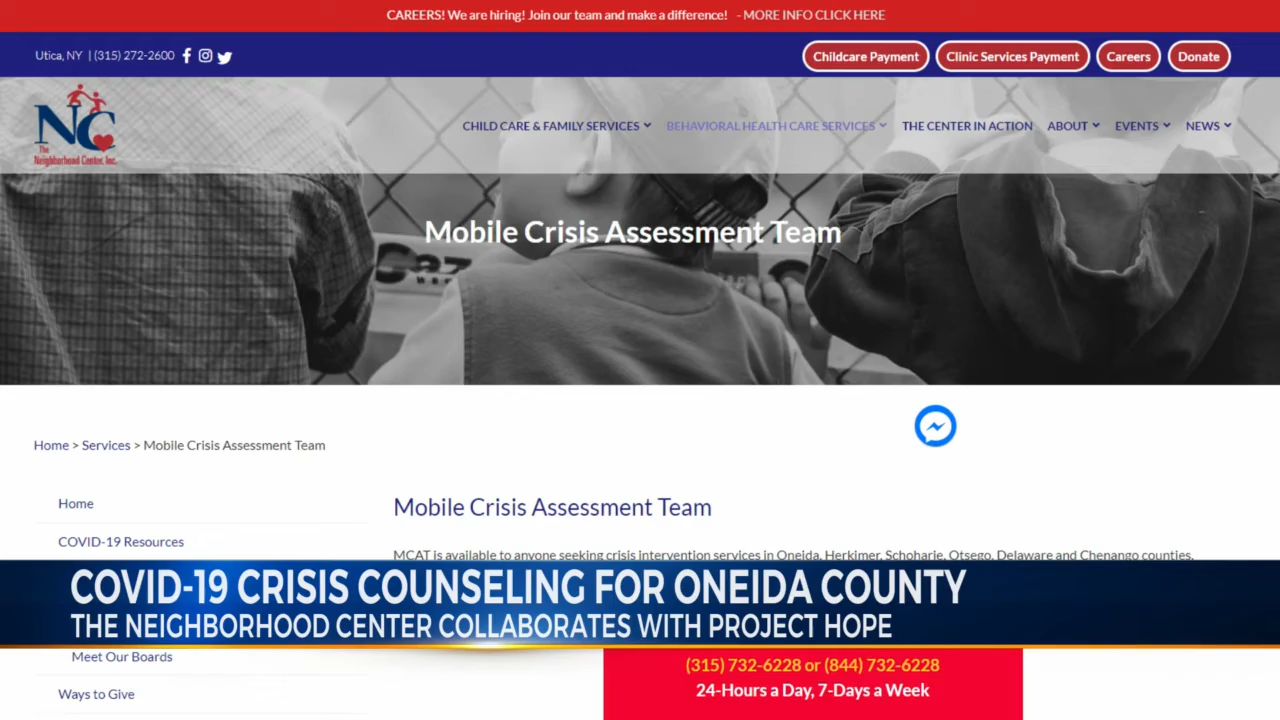 CAREERS! We are hiring! Join our team and make a difference! - MORE INFO CLICK HERE
Utica, NY | (315) 272-2600
Childcare Payment
Clinic Services Payment
Careers
Donate
NC
The
Neighborhood Center, Inc.
CHILD CARE & FAMILY SERVICES
BEHAVIORAL HEALTH CARE SERVICES
THE CENTER IN ACTION
ABOUT
EVENTS
NEWS
Mobile Crisis Assessment Team
Home > Services > Mobile Crisis Assessment Team
Home
Mobile Crisis Assessment Team
COVID-19 Resources
MCAT is available to anyone seeking crisis intervention services in Oneida, Herkimer, Schoharie, Otsego, Delaware and Chenango counties.
COVID-19 CRISIS COUNSELING FOR ONEIDA COUNTY
THE NEIGHBORHOOD CENTER COLLABORATES WITH PROJECT HOPE
Meet Our Boards
(315) 732-6228 or (844) 732-6228
Ways to Give
24-Hours a Day, 7-Days a Week